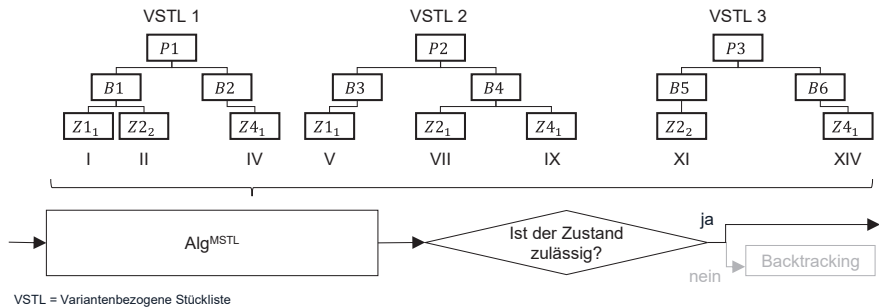 VSTL 1 VSTL 2 VSTL 3
P1 P2 P3
B1 B2 B3 B4 B5 B6
Z1₁ Z2₂ Z4₁ Z1₁ Z2₁ Z4₁ Z2₂ Z4₁
I II IV V VII IX XI XIV
Alg^MSTL
Ist der Zustand
zulässig?
ja
nein
Backtracking
VSTL = Variantenbezogene Stückliste